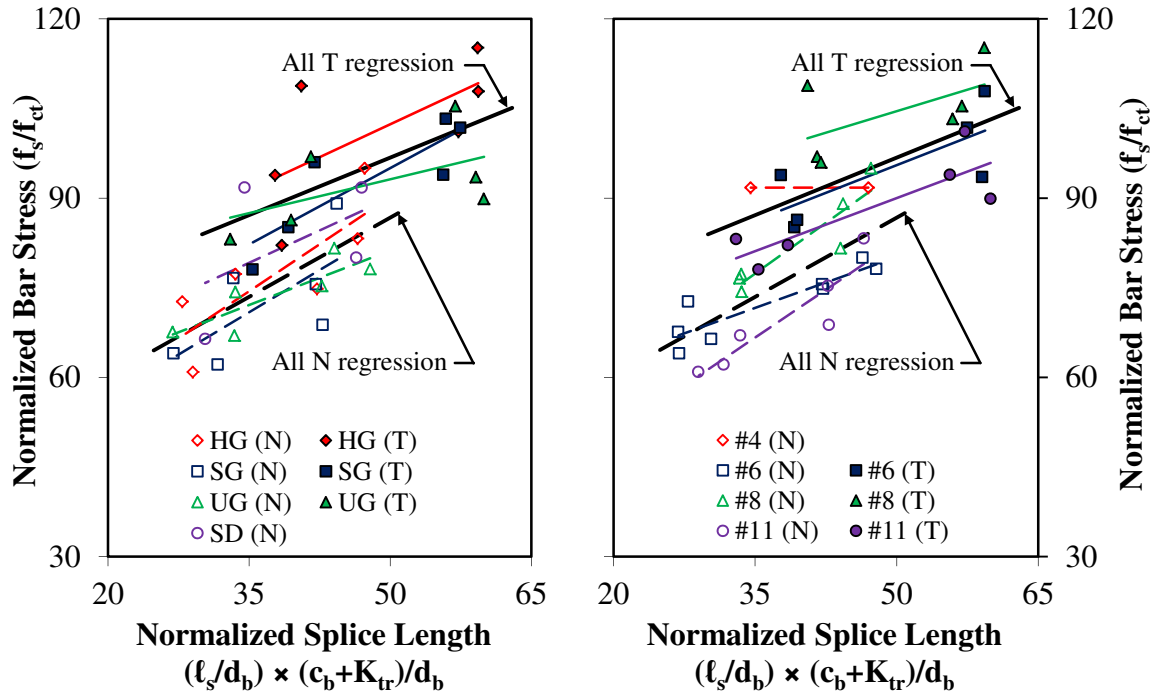 120
90
60
30
Normalized Bar Stress (fs/fct)
All T regression
All N regression
HG (N)
HG (T)
SG (N)
SG (T)
UG (N)
UG (T)
SD (N)
20
35
50
65
Normalized Splice Length
(ℓs/db) × (cb+Ktr)/db
All T regression
All N regression
#4 (N)
#6 (N)
#6 (T)
#8 (N)
#8 (T)
#11 (N)
#11 (T)
20
35
50
65
Normalized Splice Length
(ℓs/db) × (cb+Ktr)/db
120
90
60
30
Normalized Bar Stress (fs/fct)